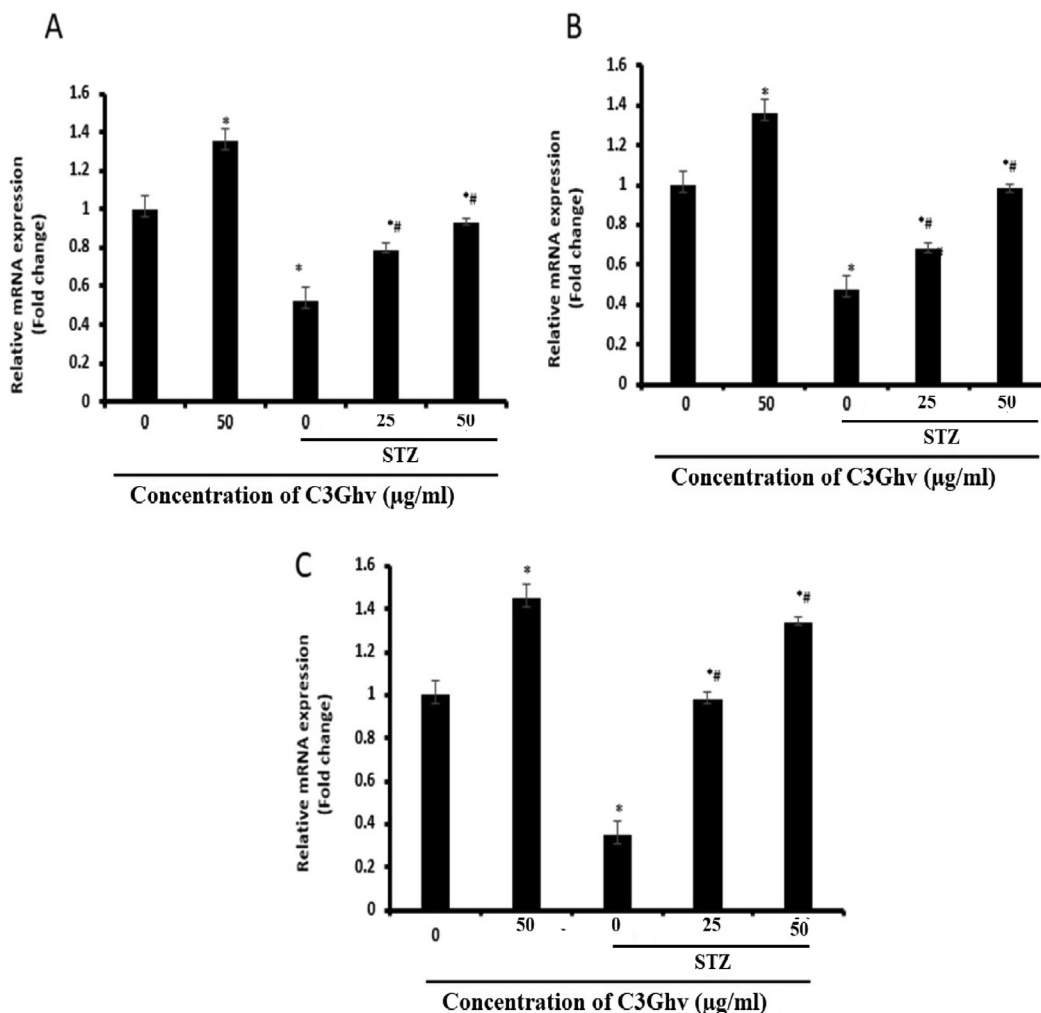 A
Relative mRNA expression
(Fold change)
1.6
1.4
1.2
1
0.8
0.6
0.4
0.2
0
*
*
*#
*#
0 50 0 25 50
STZ
Concentration of C3Ghv (µg/ml)
B
Relative mRNA expression
(Fold change)
1.6
1.4
1.2
1
0.8
0.6
0.4
0.2
0
*
*
*#
*#
0 50 0 25 50
STZ
Concentration of C3Ghv (µg/ml)
C
Relative mRNA expression
(Fold change)
1.6
1.4
1.2
1
0.8
0.6
0.4
0.2
0
*
*
*#
*#
0 50 0 25 50
STZ
Concentration of C3Ghv (µg/ml)